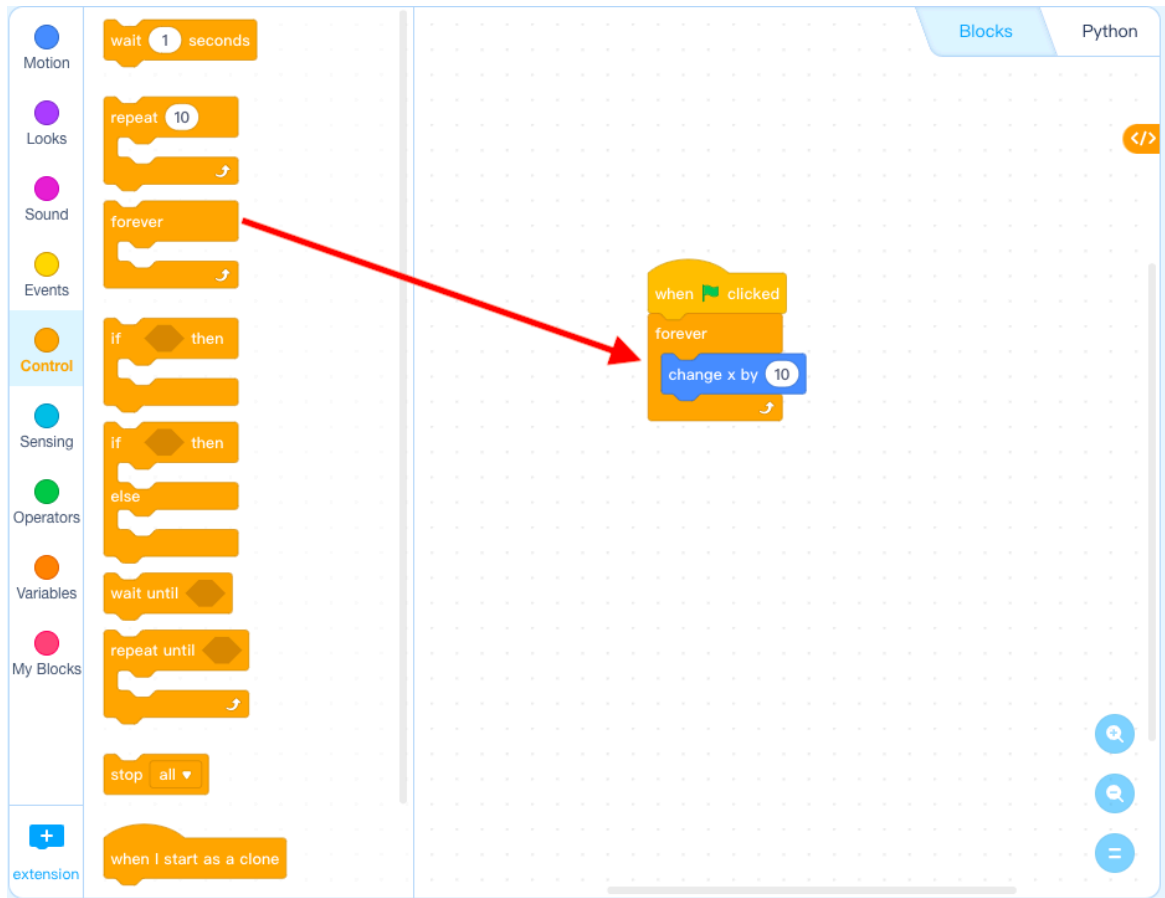 Motion
Looks
Sound
Events
Control
Sensing
Operators
Variables
My Blocks
extension
wait 1 seconds
repeat 10
forever
if then
if then
else
wait until
repeat until
stop all
when I start as a clone
Blocks
Python
</>
when clicked
forever
change x by 10